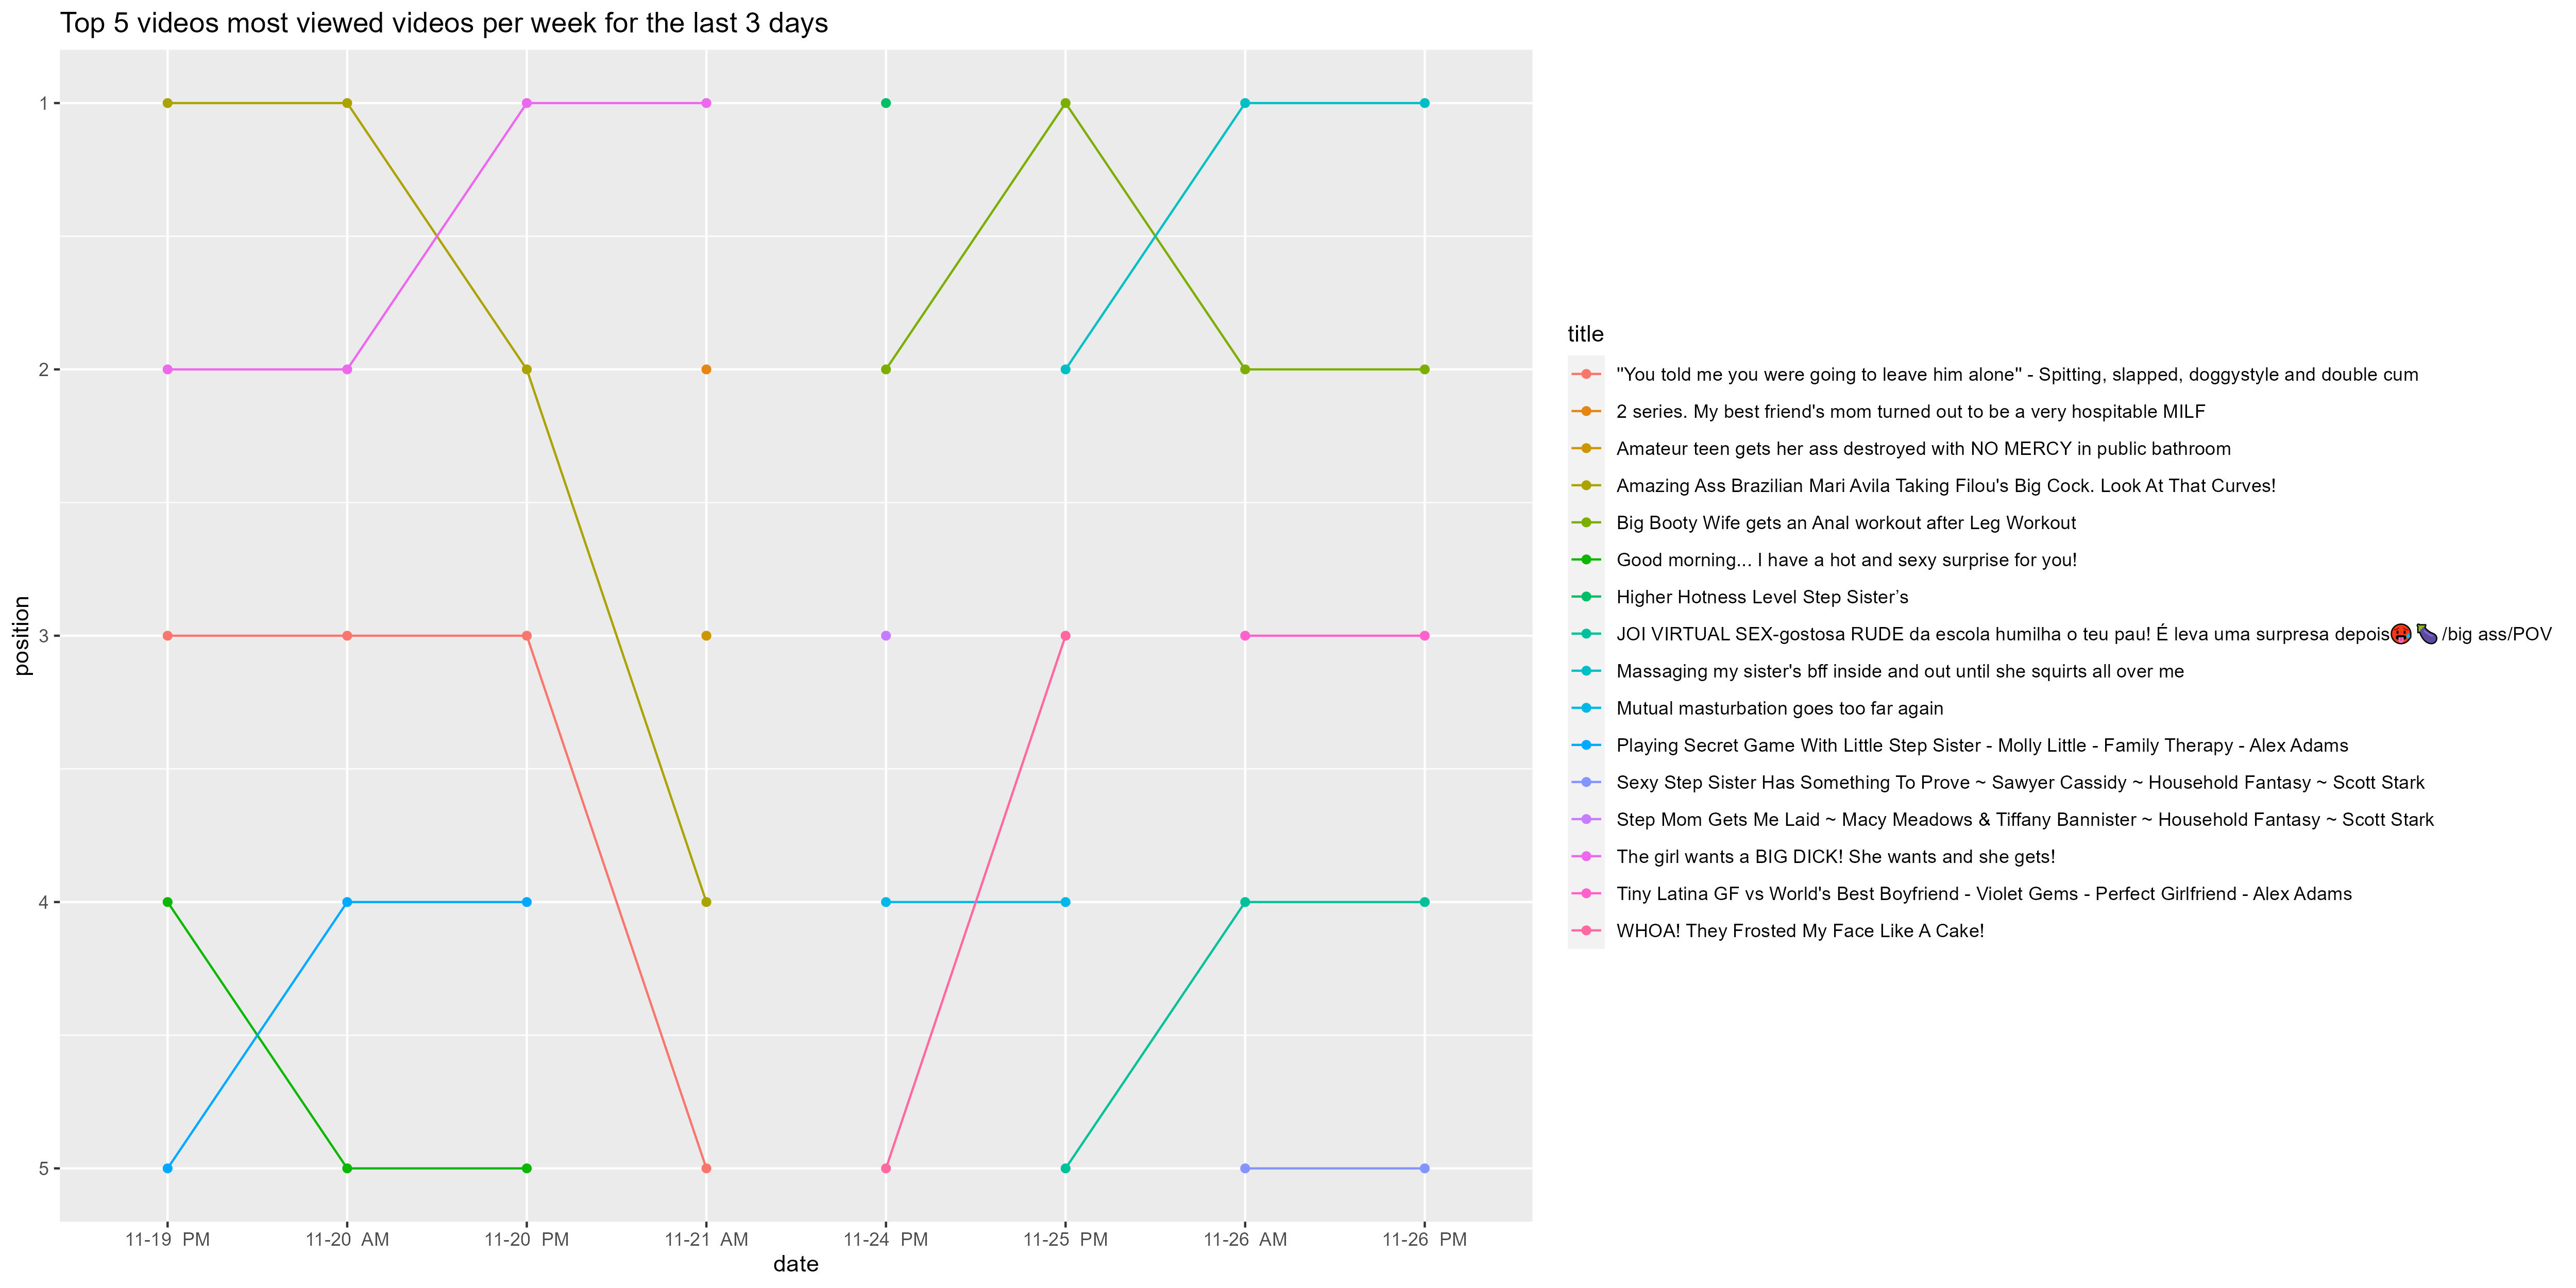 Top 5 videos most viewed videos per week for the last 3 days
position
1
2
3
4
5
11-19 PM
11-20 AM
11-20 PM
11-21 AM
11-24 PM
11-25 PM
11-26 AM
11-26 PM
date
title
"You told me you were going to leave him alone" - Spitting, slapped, doggystyle and double cum
2 series. My best friend's mom turned out to be a very hospitable MILF
Amateur teen gets her ass destroyed with NO MERCY in public bathroom
Amazing Ass Brazilian Mari Avila Taking Filou's Big Cock. Look At That Curves!
Big Booty Wife gets an Anal workout after Leg Workout
Good morning... I have a hot and sexy surprise for you!
Higher Hotness Level Step Sister’s
JOI VIRTUAL SEX-gostosa RUDE da escola humilha o teu pau! É leva uma surpresa depois🥵🍆/big ass/POV
Massaging my sister's bff inside and out until she squirts all over me
Mutual masturbation goes too far again
Playing Secret Game With Little Step Sister - Molly Little - Family Therapy - Alex Adams
Sexy Step Sister Has Something To Prove ~ Sawyer Cassidy ~ Household Fantasy ~ Scott Stark
Step Mom Gets Me Laid ~ Macy Meadows & Tiffany Bannister ~ Household Fantasy ~ Scott Stark
The girl wants a BIG DICK! She wants and she gets!
Tiny Latina GF vs World's Best Boyfriend - Violet Gems - Perfect Girlfriend - Alex Adams
WHOA! They Frosted My Face Like A Cake!